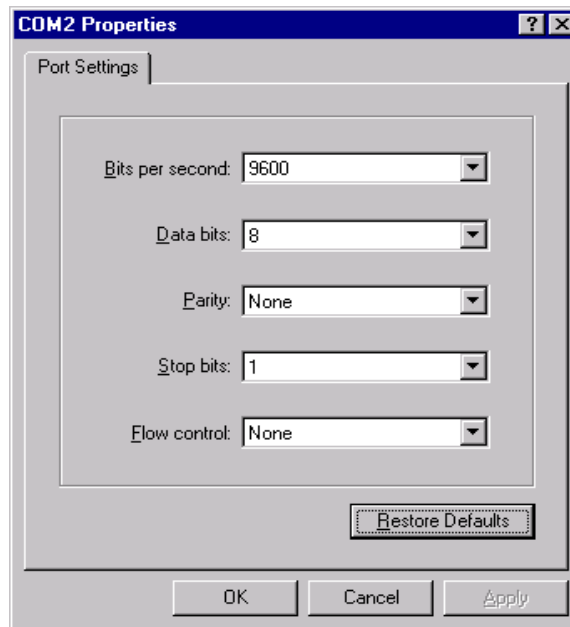 COM2 Properties
Port Settings
Bits per second: 9600
Data bits: 8
Parity: None
Stop bits: 1
Flow control: None
Restore Defaults
OK Cancel Apply